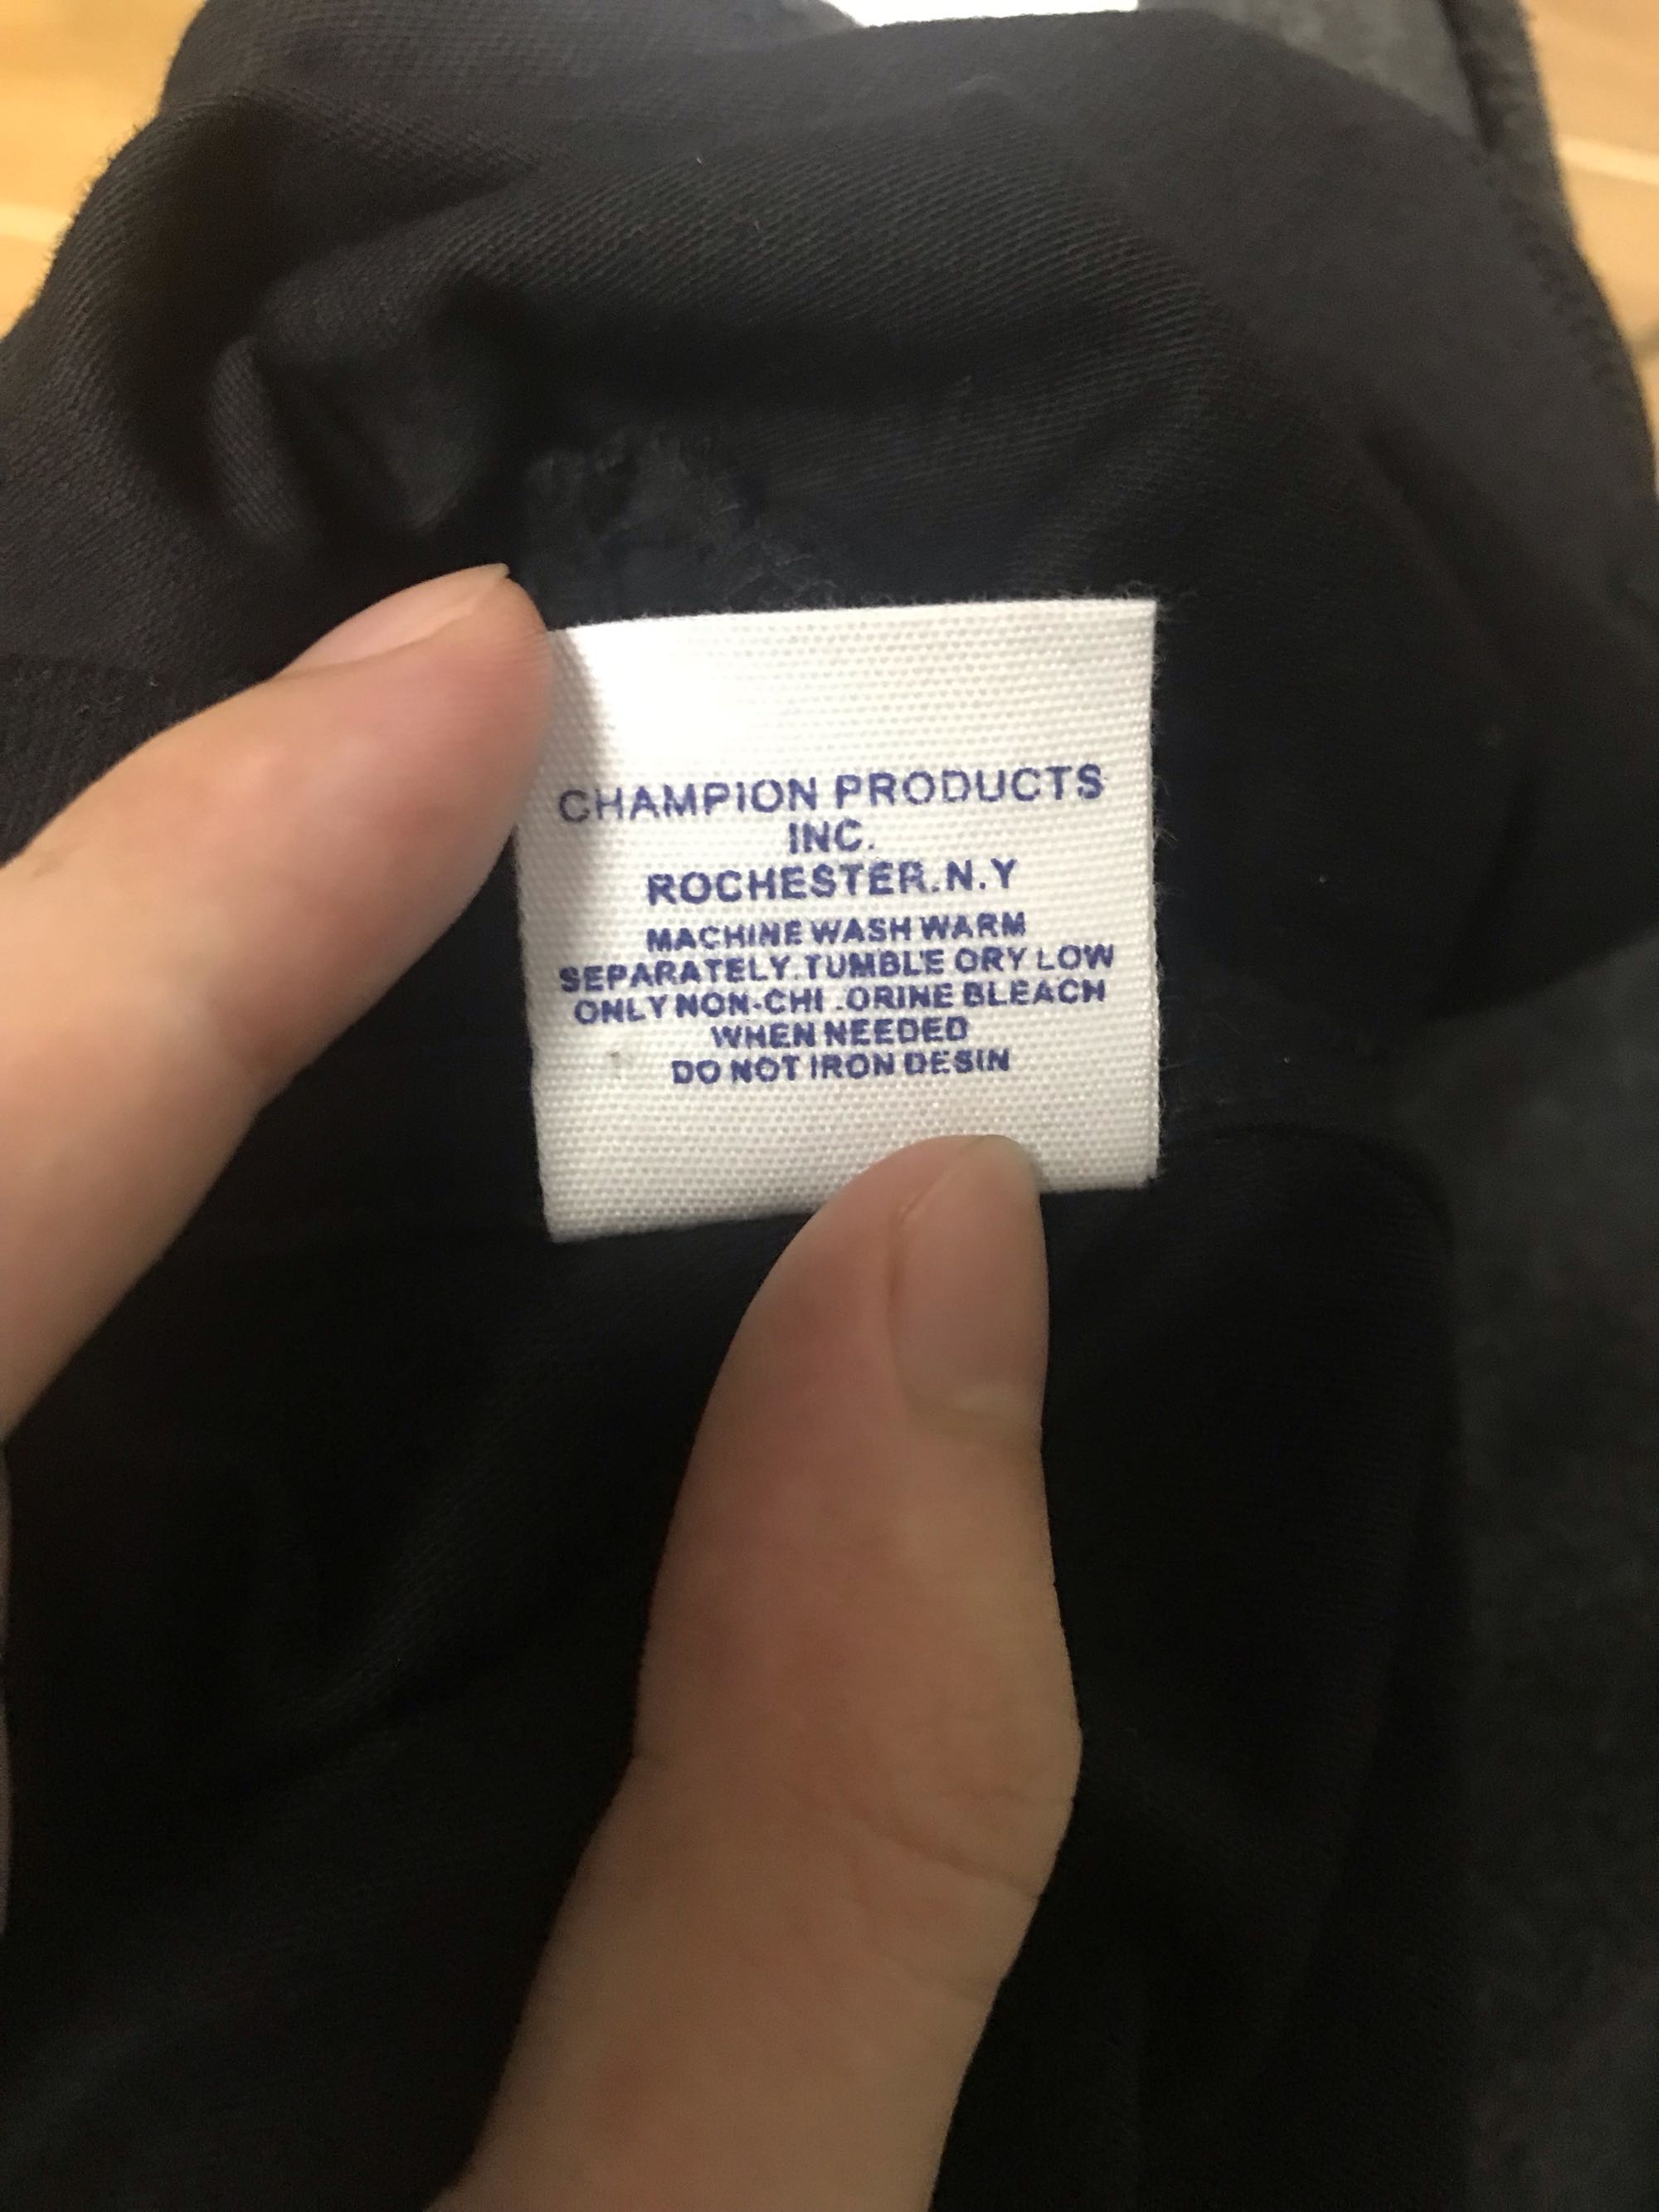 CHAMPION PRODUCTS
INC.
ROCHESTER.N.Y
MACHINE WASH WARM
SEPARATELY.TUMBLE DRY LOW
ONLY NON-CHI .ORINE BLEACH
WHEN NEEDED
DO NOT IRON DESIN